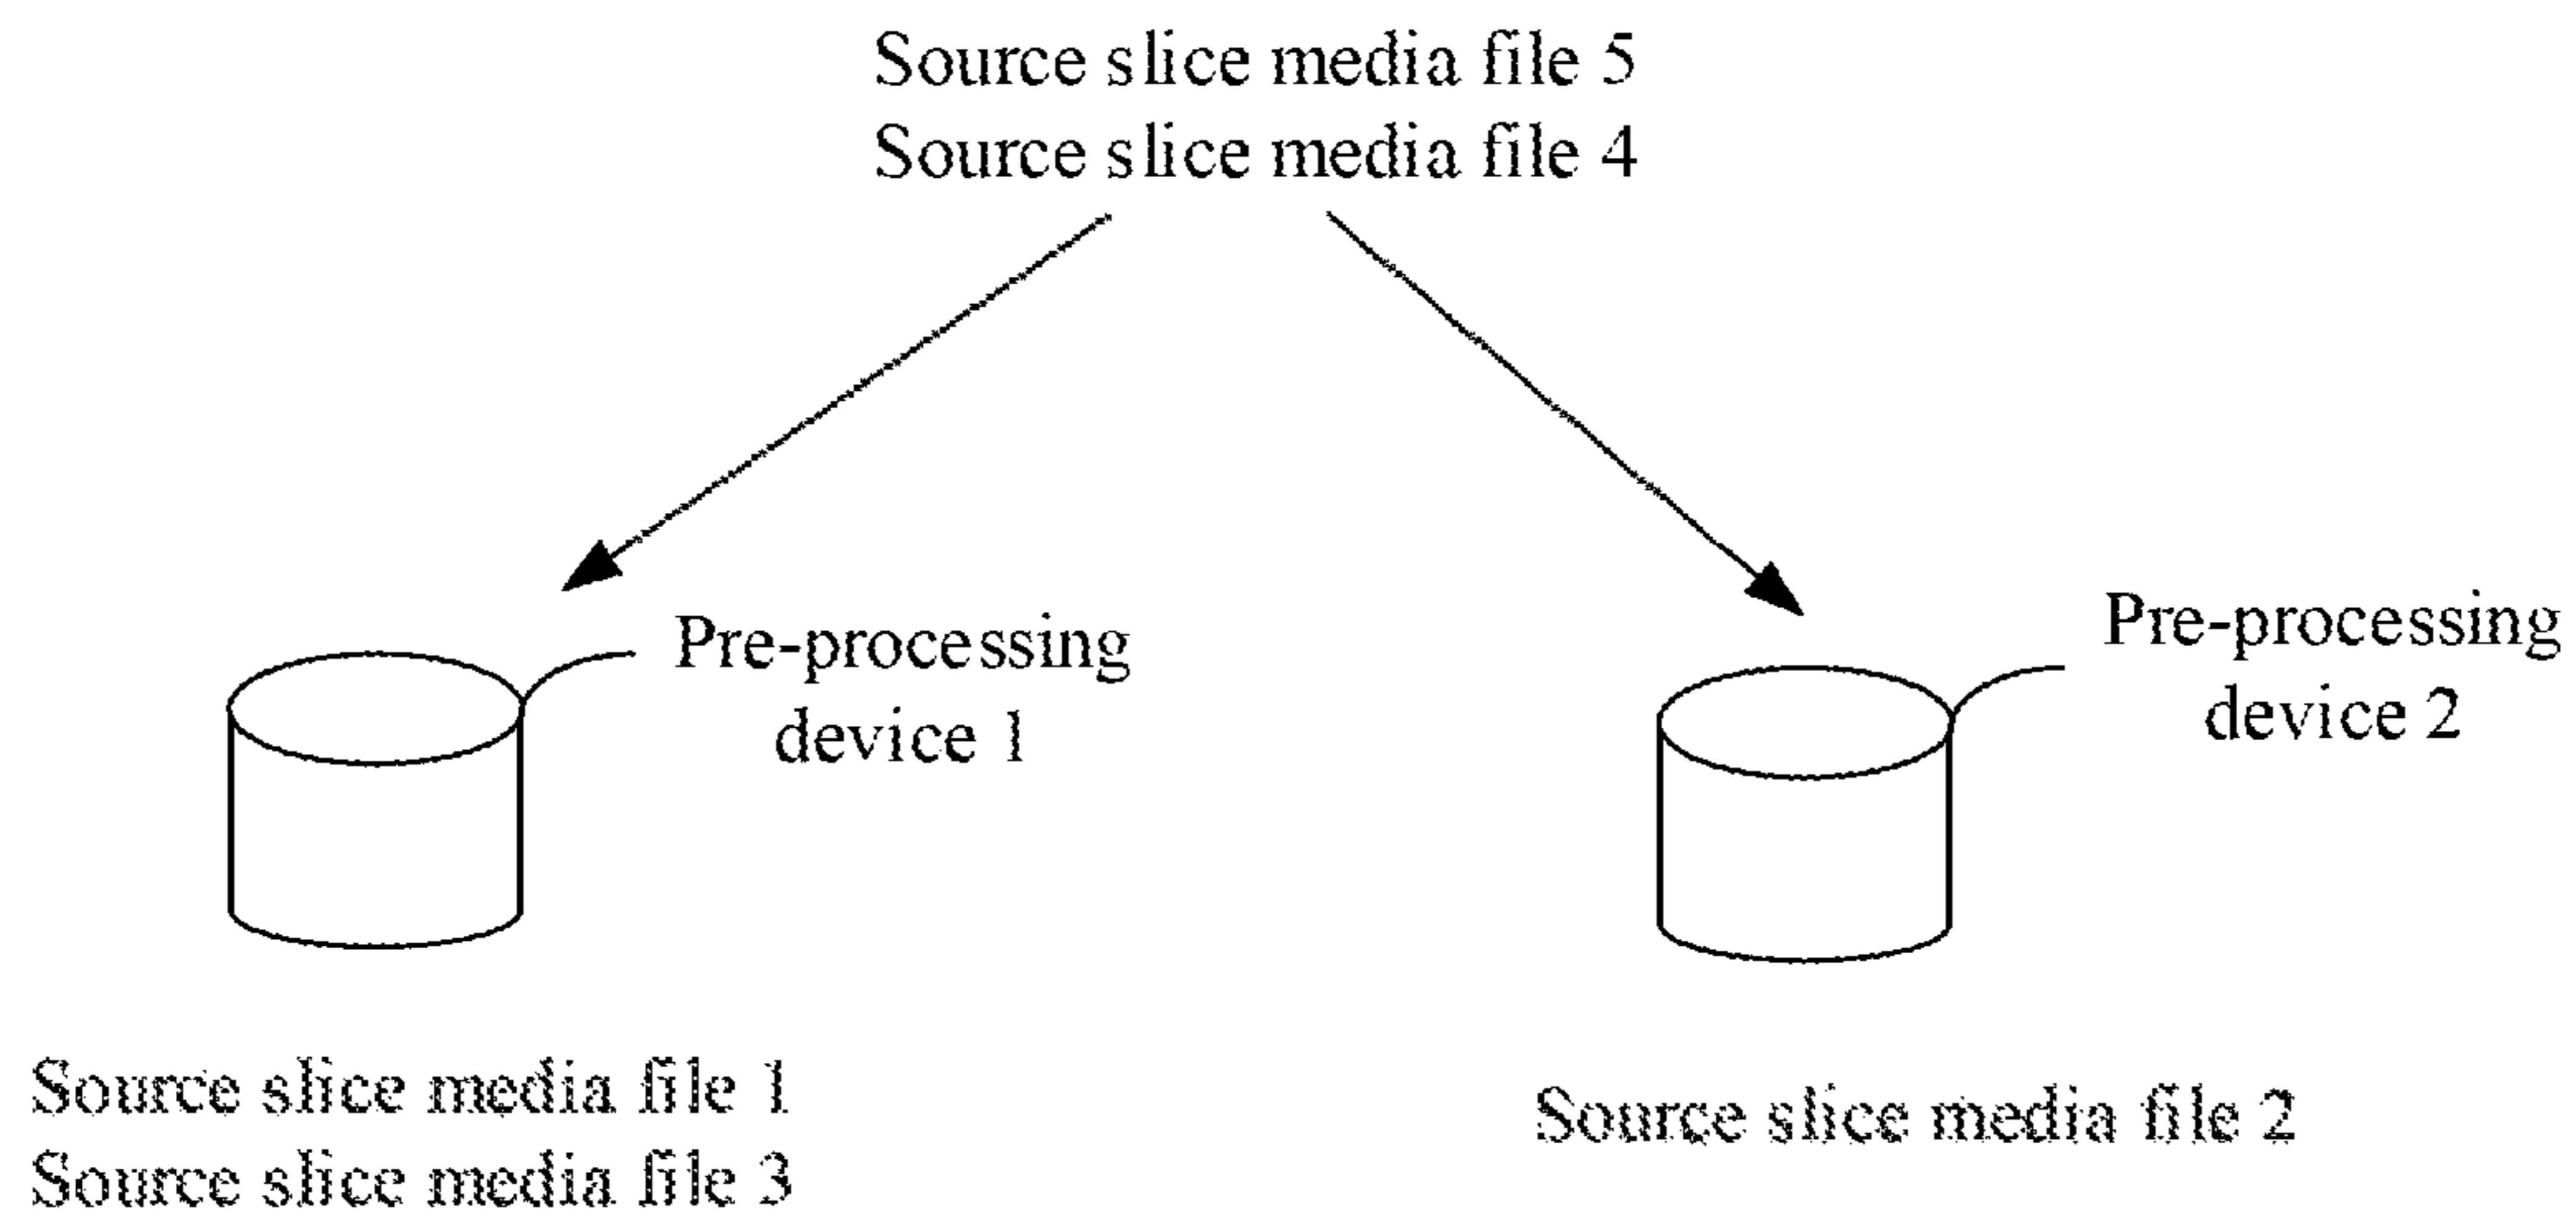 Source slice media file 5
Source slice media file 4
Pre-processing
device 1
Pre-processing
device 2
Source slice media file 1
Source slice media file 3
Source slice media file 2